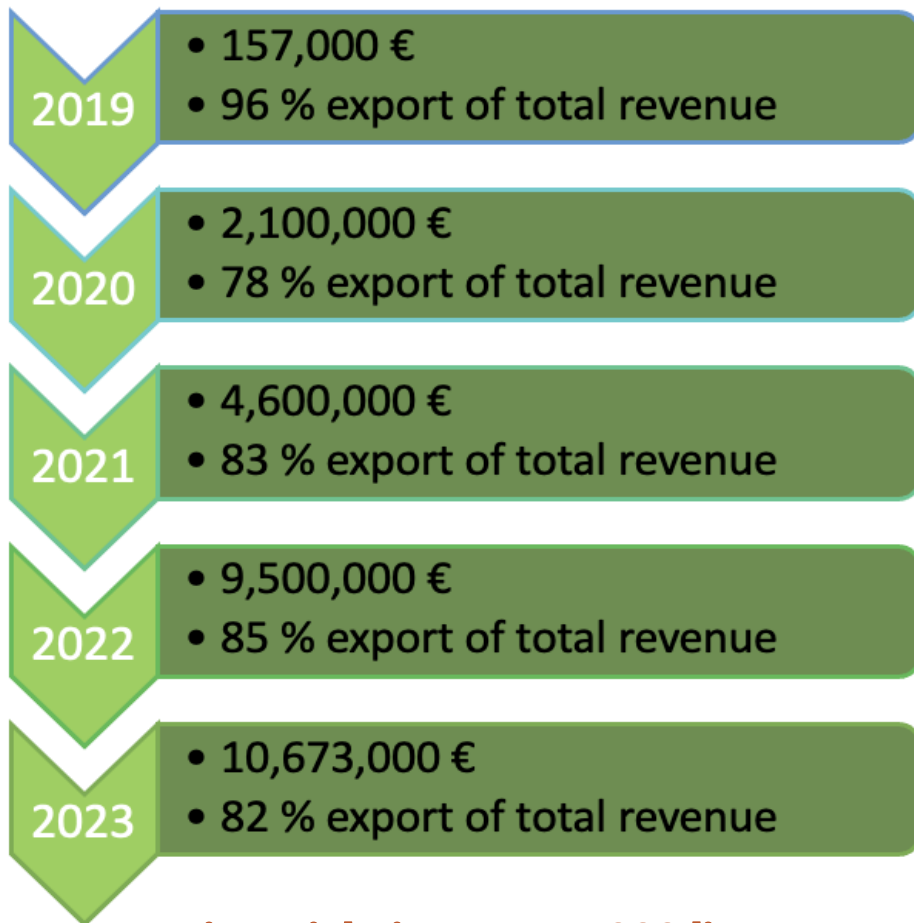 2019
• 157,000 €
• 96 % export of total revenue
2020
• 2,100,000 €
• 78 % export of total revenue
2021
• 4,600,000 €
• 83 % export of total revenue
2022
• 9,500,000 €
• 85 % export of total revenue
2023
• 10,673,000 €
• 82 % export of total revenue